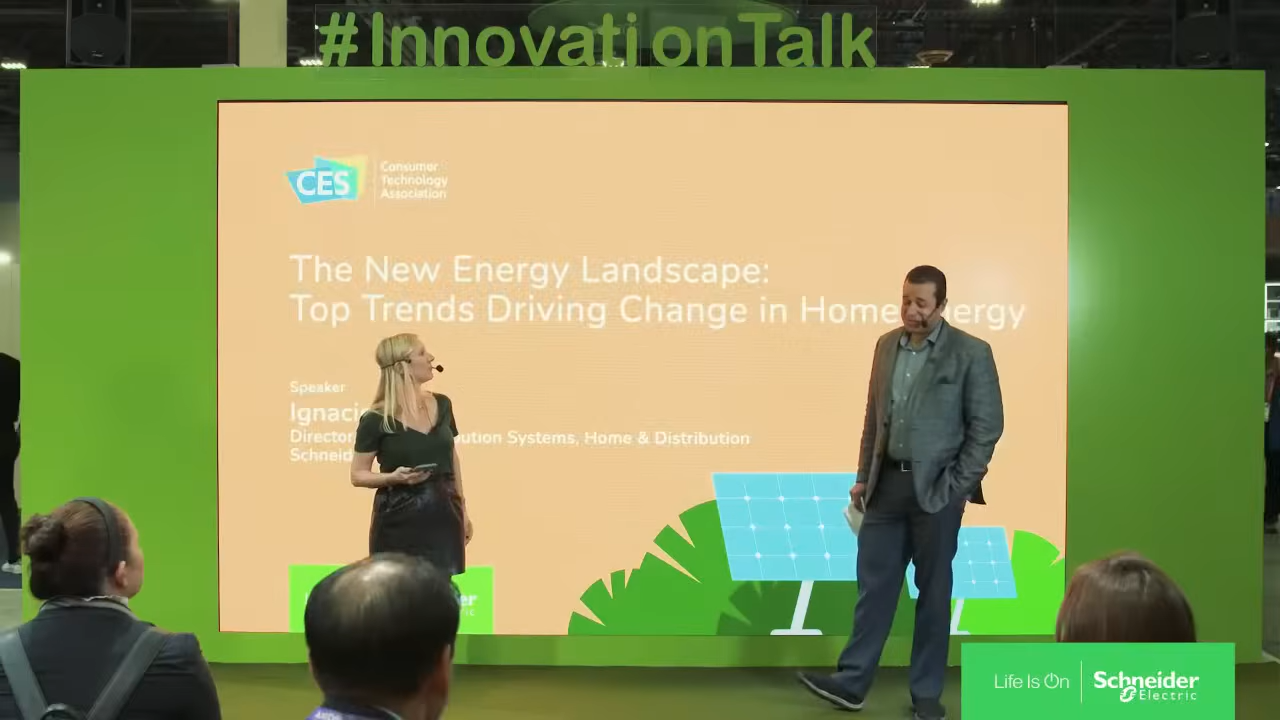 #InnovationTalk
CES
Consumer
Technology
Association
The New Energy Landscape:
Top Trends Driving Change in Home
Speaker
Director
Systems, Home & Distribution
Life Is On
Schneider
Electric